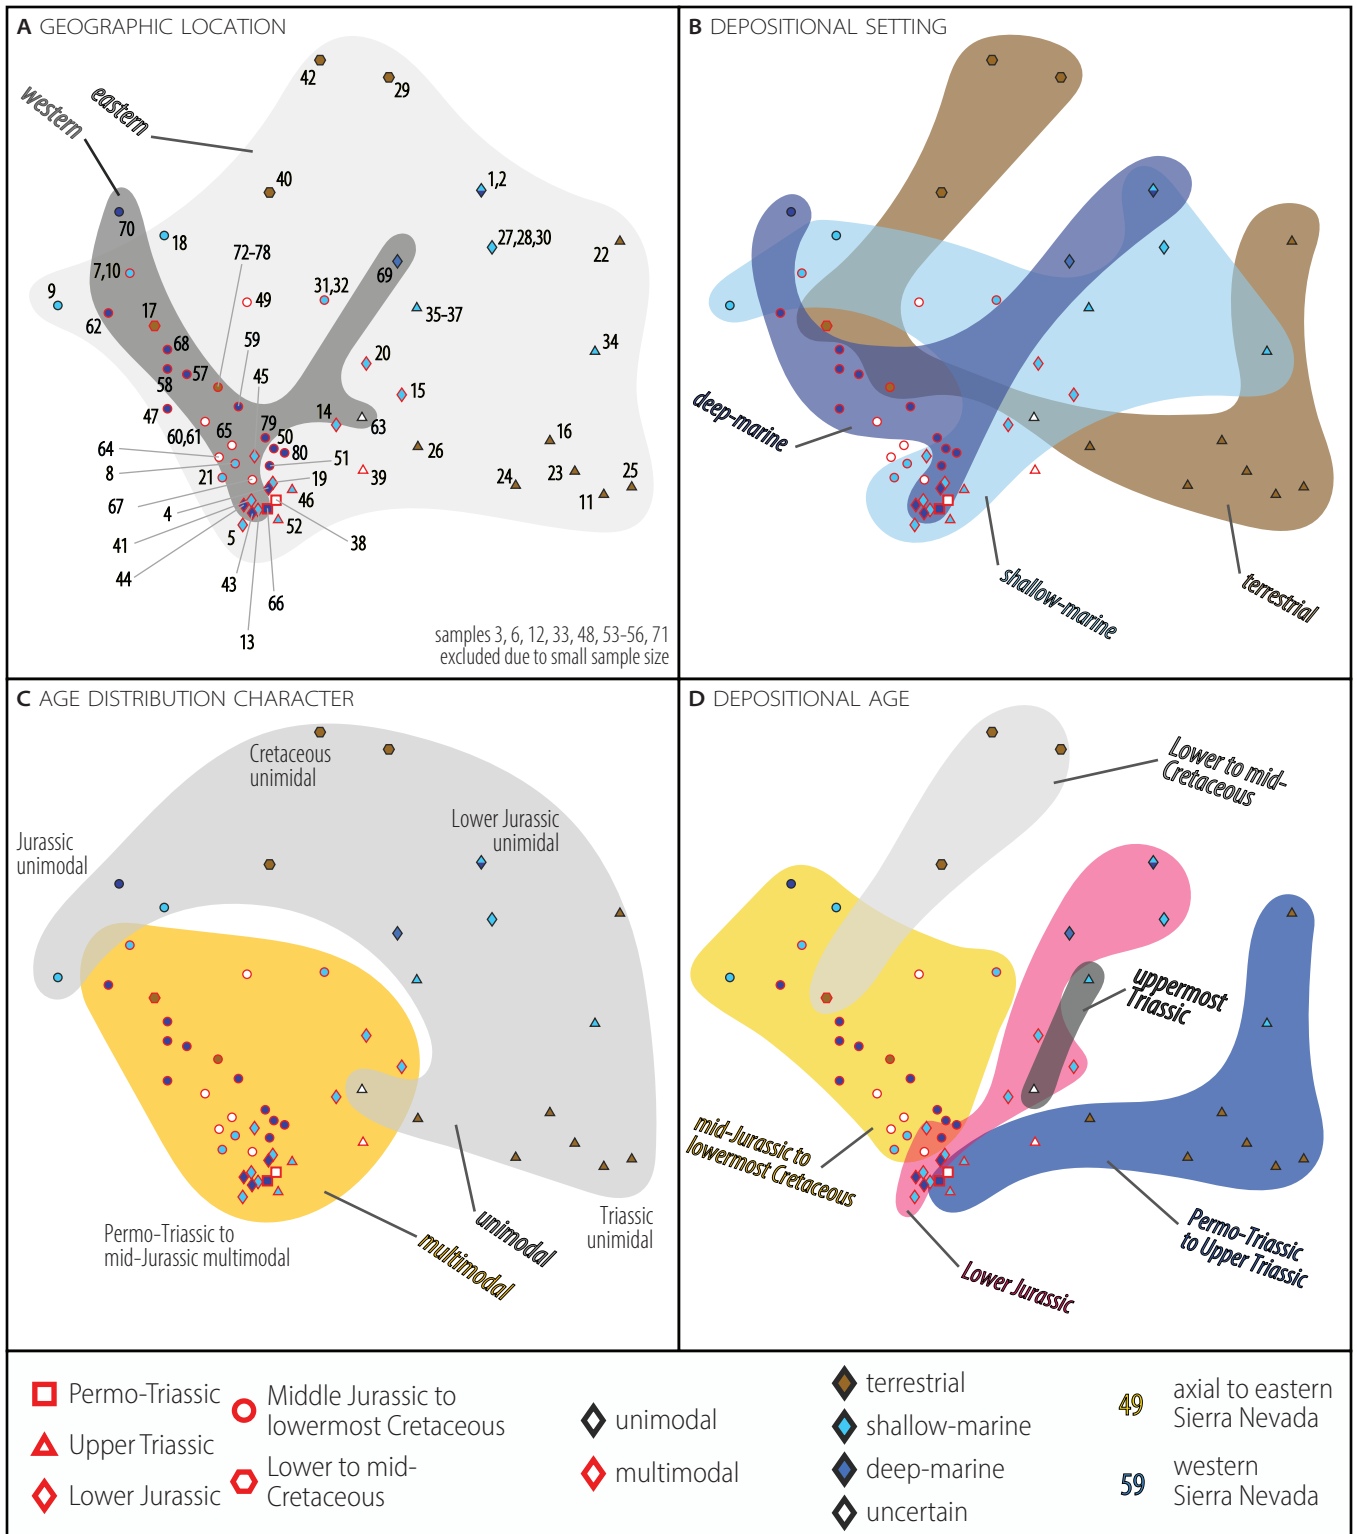 A GEOGRAPHIC LOCATION
42
29
western
eastern
40
1,2
70
18
72–78
27,28,30
22
7,10
69
9
17
49
31,32
35–37
62
59
68
34
20
58
57
45
15
47
14
63
60,61
65
79
50
16
64
80
26
8
51
21
19
39
24
23
25
67
46
11
4
52
5
38
41
44
43
66
13
samples 3, 6, 12, 33, 48, 53–56, 71
excluded due to small sample size
B DEPOSITIONAL SETTING
deep-marine
shallow-marine
terrestrial
C AGE DISTRIBUTION CHARACTER
Cretaceous
unimidal
Lower Jurassic
unimidal
Jurassic
unimodal
Permo-Triassic to
mid-Jurassic multimodal
multimodal
unimodal
Triassic
unimidal
D DEPOSITIONAL AGE
Lower to mid-
Cretaceous
uppermost
Triassic
mid-Jurassic to
lowermost Cretaceous
Permo-Triassic
to Upper Triassic
Lower Jurassic
Permo-Triassic
Upper Triassic
Lower Jurassic
Middle Jurassic to
lowermost Cretaceous
Lower to mid-
Cretaceous
unimodal
multimodal
terrestrial
shallow-marine
deep-marine
uncertain
49 axial to eastern
Sierra Nevada
59 western
Sierra Nevada